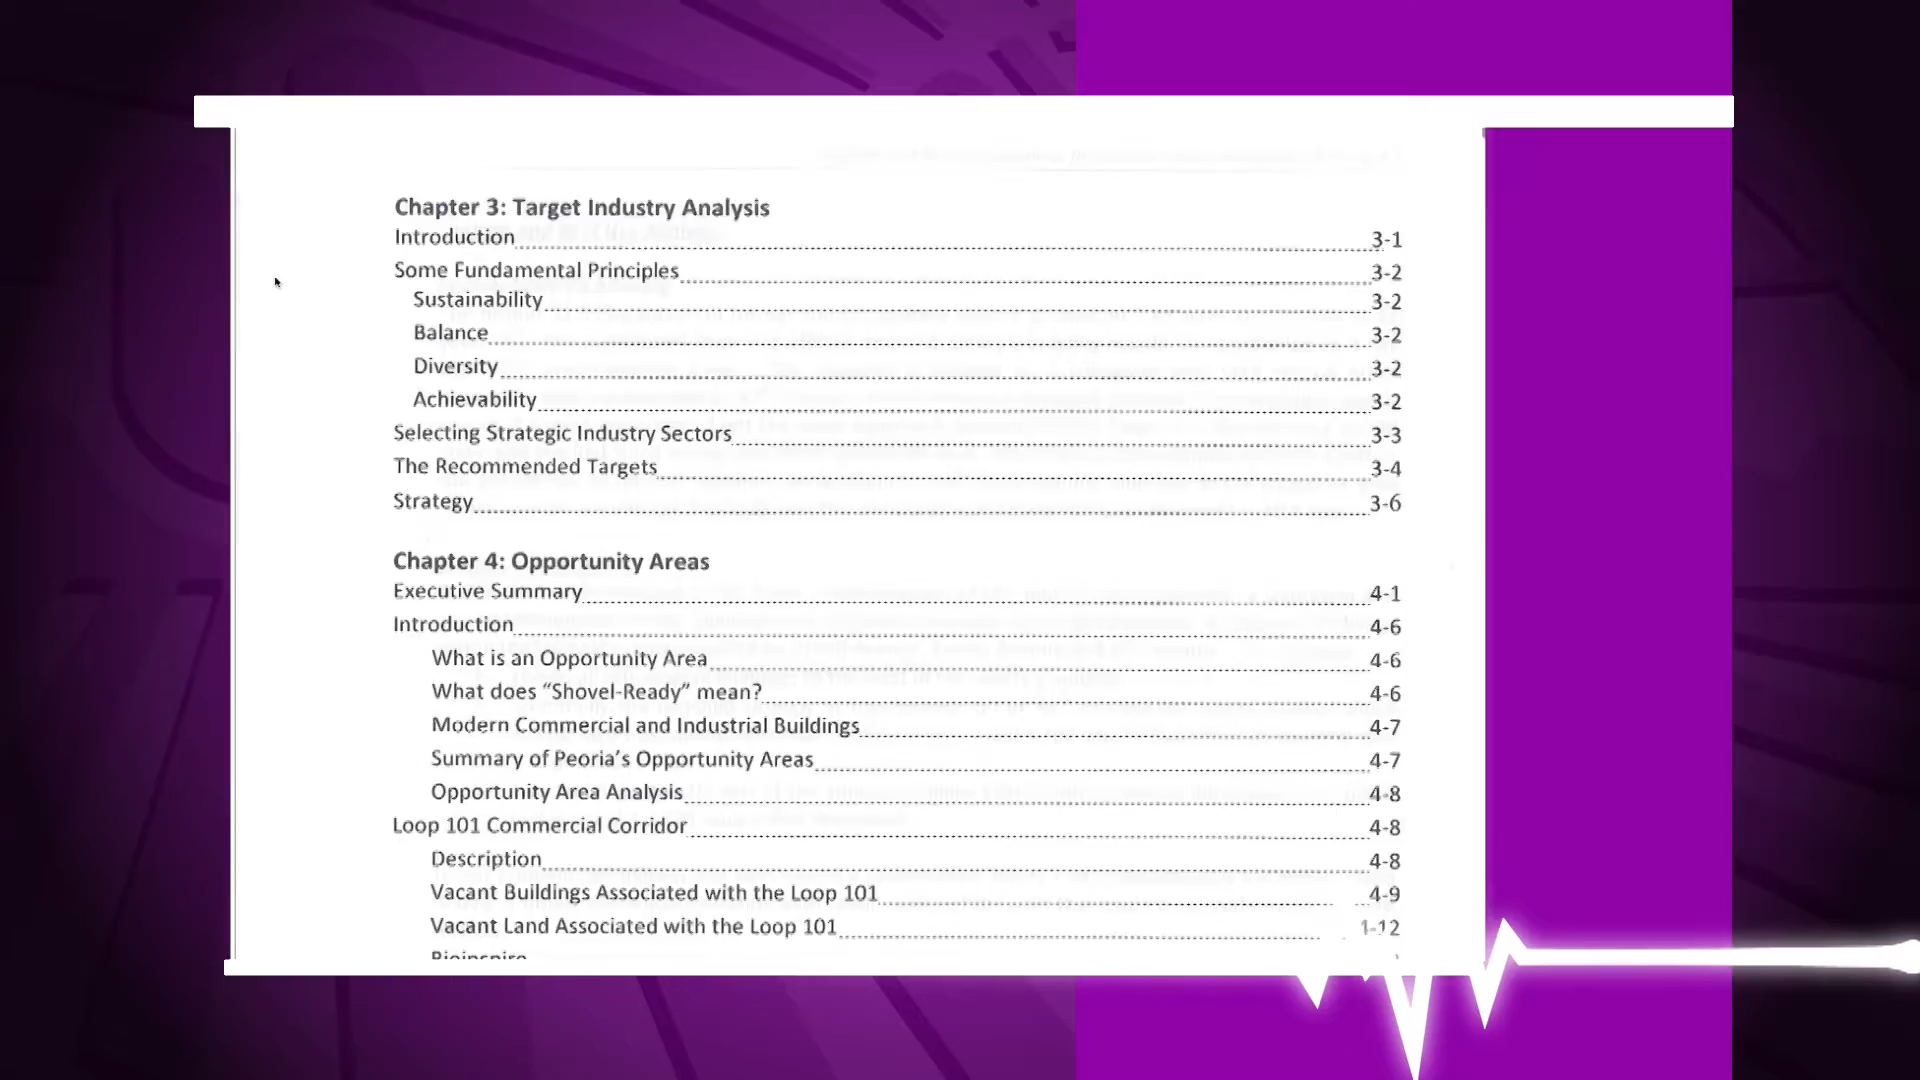 Chapter 3: Target Industry Analysis
Introduction 3-1
Some Fundamental Principles 3-2
Sustainability 3-2
Balance 3-2
Diversity 3-2
Achievability 3-2
Selecting Strategic Industry Sectors 3-3
The Recommended Targets 3-4
Strategy 3-6
Chapter 4: Opportunity Areas
Executive Summary 4-1
Introduction 4-6
What is an Opportunity Area 4-6
What does “Shovel-Ready” mean? 4-6
Modern Commercial and Industrial Buildings 4-7
Summary of Peoria’s Opportunity Areas 4-7
Opportunity Area Analysis 4-8
Loop 101 Commercial Corridor 4-8
Description 4-8
Vacant Buildings Associated with the Loop 101 4-9
Vacant Land Associated with the Loop 101 1-12